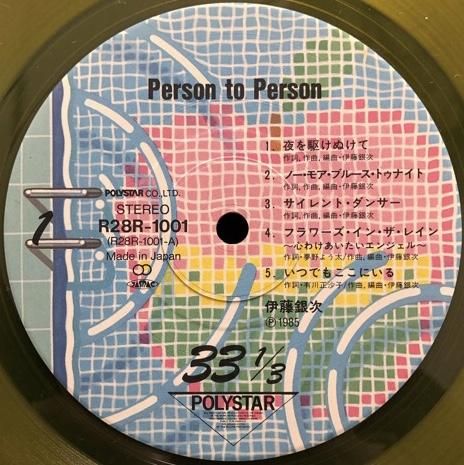 Person to Person
1. 夜を駆けぬけて
作詞,作曲,編曲・伊藤銀次
2. ノー・モア・ブルース・トゥナイト
作詞,作曲,編曲・伊藤銀次
3. サイレント・ダンサー
作詞,作曲,編曲・伊藤銀次
4. フラワーズ・イン・ザ・レイン
〜心わけあいたいエンジェル〜
作詞・夢野よう太/作曲,編曲・伊藤銀次
5. いつでもここにいる
作詞・有川正沙子/作曲,編曲・伊藤銀次
伊藤銀次
Ⓟ1985
POLYSTAR CO., LTD.
STEREO
1
R28R-1001
(R28R-1001-A)
Made in Japan
33 1/3
POLYSTAR